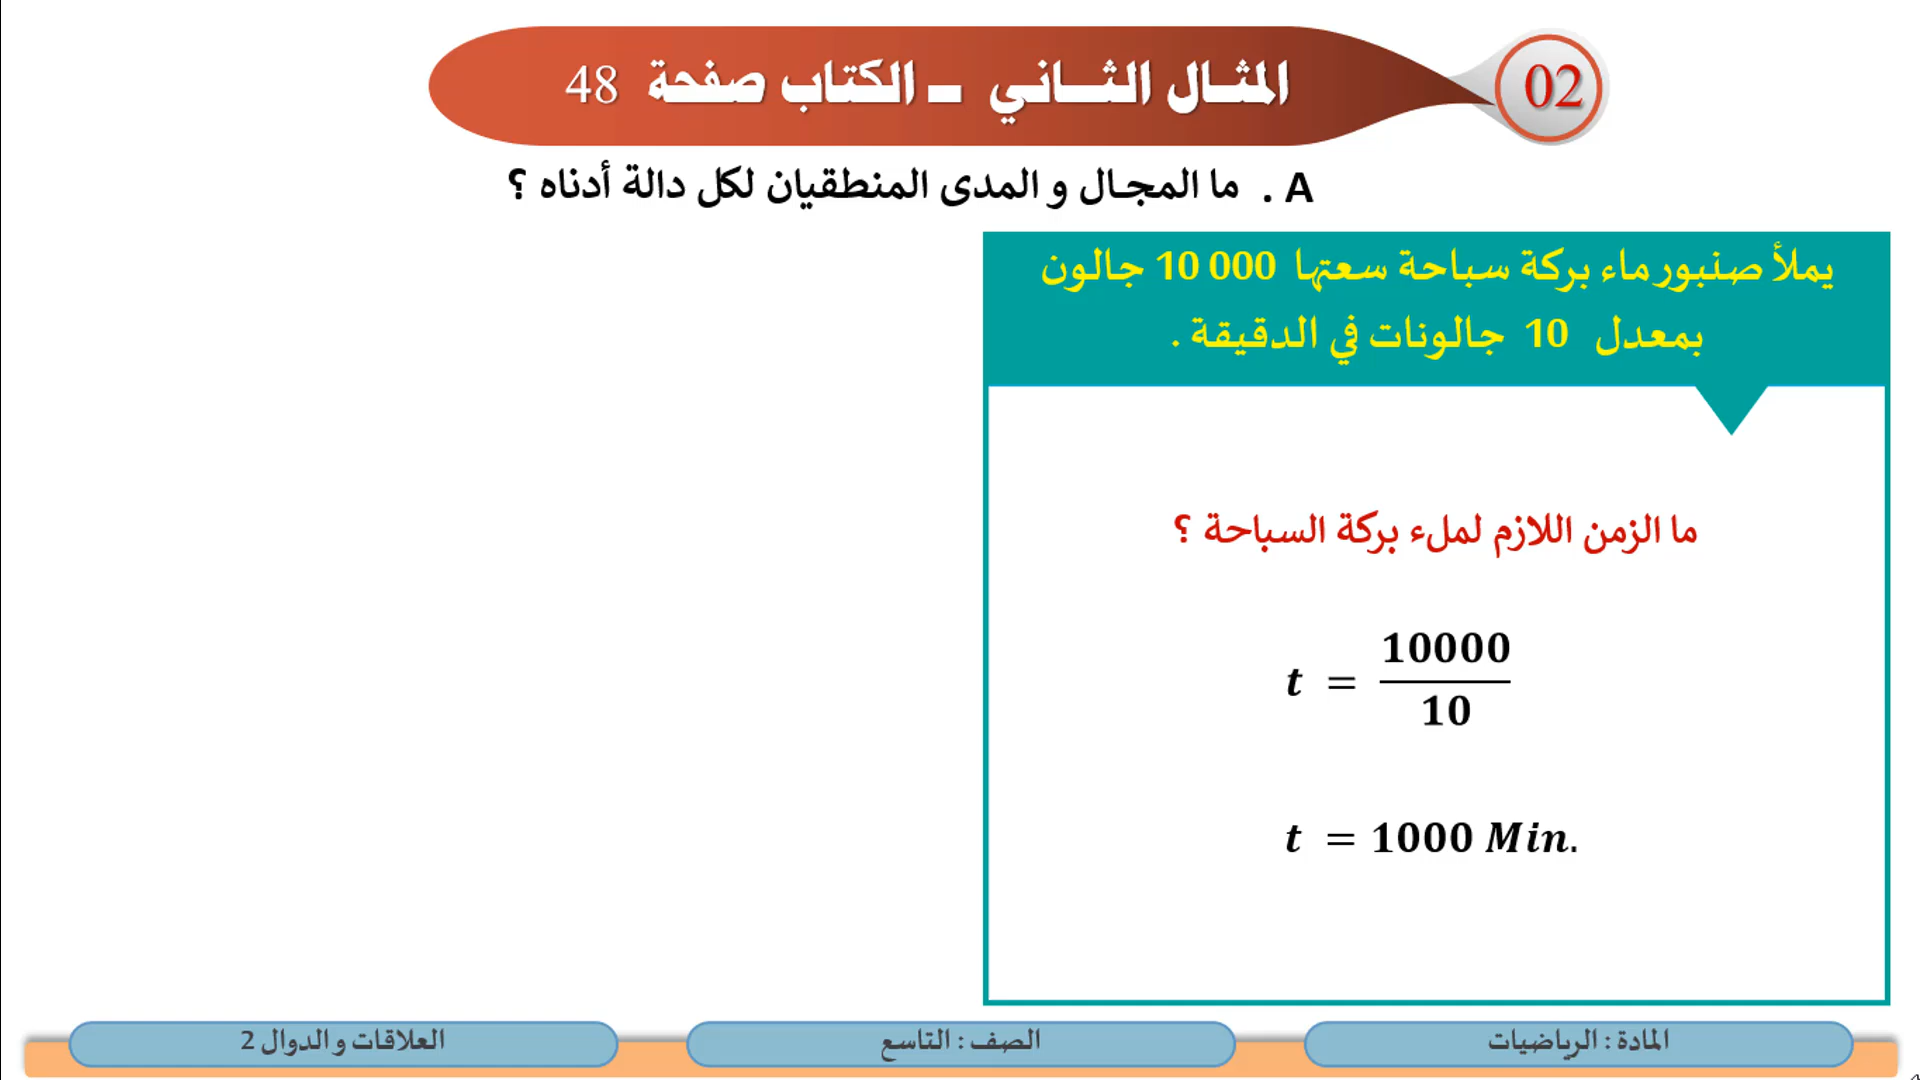 02
المثال الثاني - الكتاب صفحة 48
A . ما المجال و المدى المنطقيان لكل دالة أدناه ؟
يملأ صنبور ماء بركة سباحة سعتها 000 10 جالون
بمعدل 10 جالونات في الدقيقة .
ما الزمن اللازم لملء بركة السباحة ؟
t = 10000/10
t = 1000 Min.
المادة : الرياضيات
الصف : التاسع
العلاقات و الدوال 2